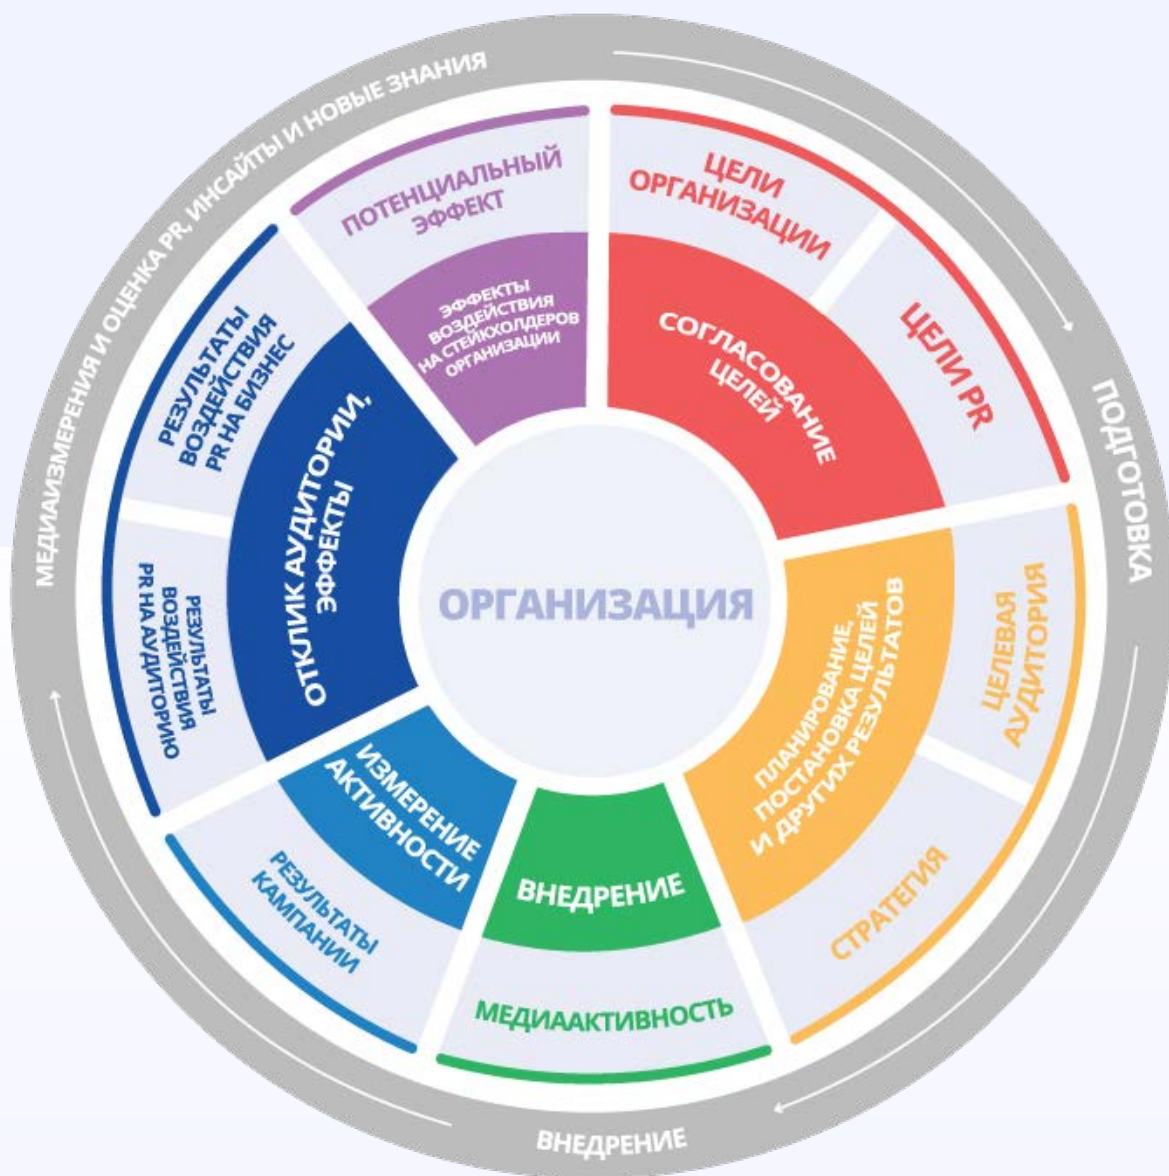 МЕДИАИЗМЕРЕНИЯ И ОЦЕНКА PR, ИНСАЙТЫ И НОВЫЕ ЗНАНИЯ
ПОДГОТОВКА
ВНЕДРЕНИЕ
ЦЕЛИ
ОРГАНИЗАЦИИ
ЦЕЛИ PR
СОГЛАСОВАНИЕ
ЦЕЛЕЙ
ЦЕЛЕВАЯ
АУДИТОРИЯ
СТРАТЕГИЯ
ПЛАНИРОВАНИЕ,
ПОСТАНОВКА ЦЕЛЕЙ
И ДРУГИХ РЕЗУЛЬТАТОВ
ВНЕДРЕНИЕ
МЕДИААКТИВНОСТЬ
ИЗМЕРЕНИЕ
АКТИВНОСТИ
РЕЗУЛЬТАТЫ
КАМПАНИИ
ОТКЛИК АУДИТОРИИ,
ЭФФЕКТЫ
РЕЗУЛЬТАТЫ
ВОЗДЕЙСТВИЯ
PR НА АУДИТОРИЮ
РЕЗУЛЬТАТЫ
ВОЗДЕЙСТВИЯ
PR НА БИЗНЕС
ПОТЕНЦИАЛЬНЫЙ
ЭФФЕКТ
ЭФФЕКТЫ
ВОЗДЕЙСТВИЯ
НА СТЕЙКХОЛДЕРОВ
ОРГАНИЗАЦИИ
ОРГАНИЗАЦИЯ